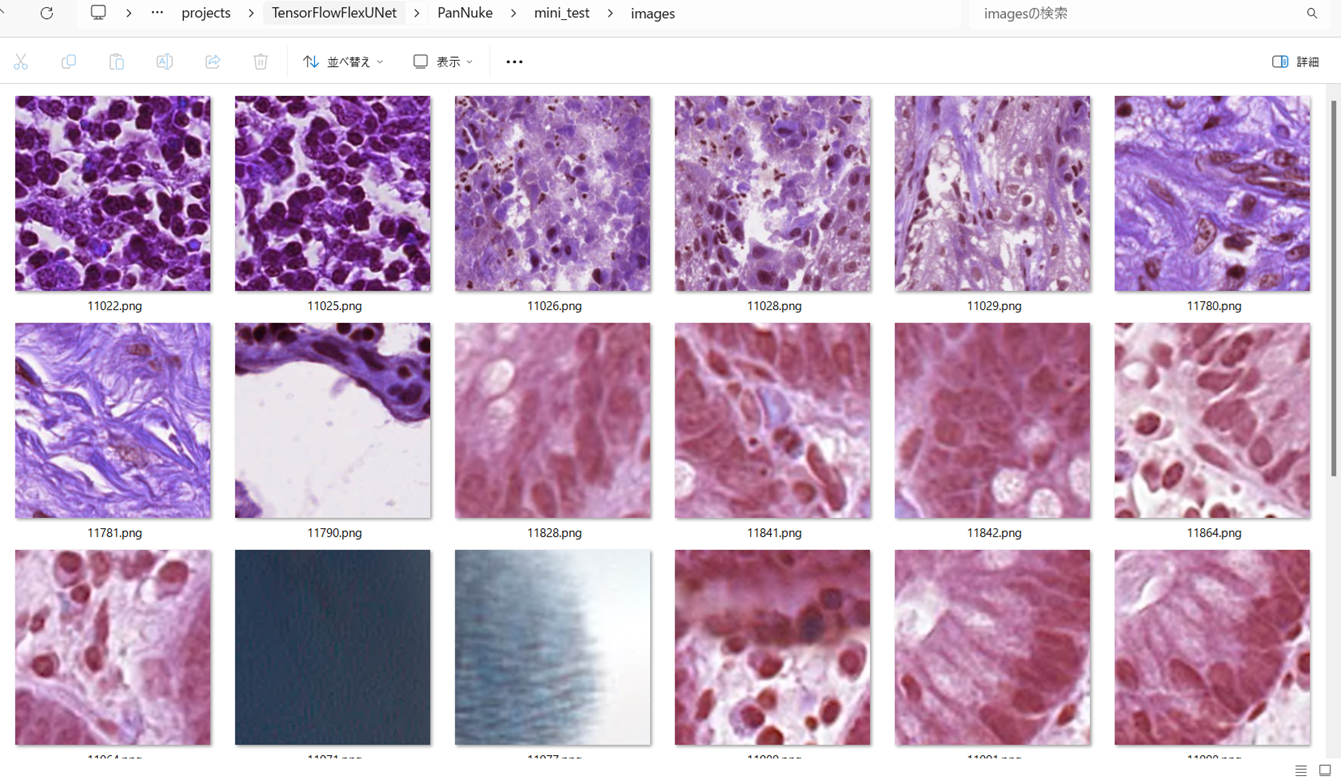 … projects TensorFlowFlexUNet PanNuke mini_test images imagesの検索
並べ替え 表示 … 詳細
11022.png 11025.png 11026.png 11028.png 11029.png 11780.png
11781.png 11790.png 11828.png 11841.png 11842.png 11864.png